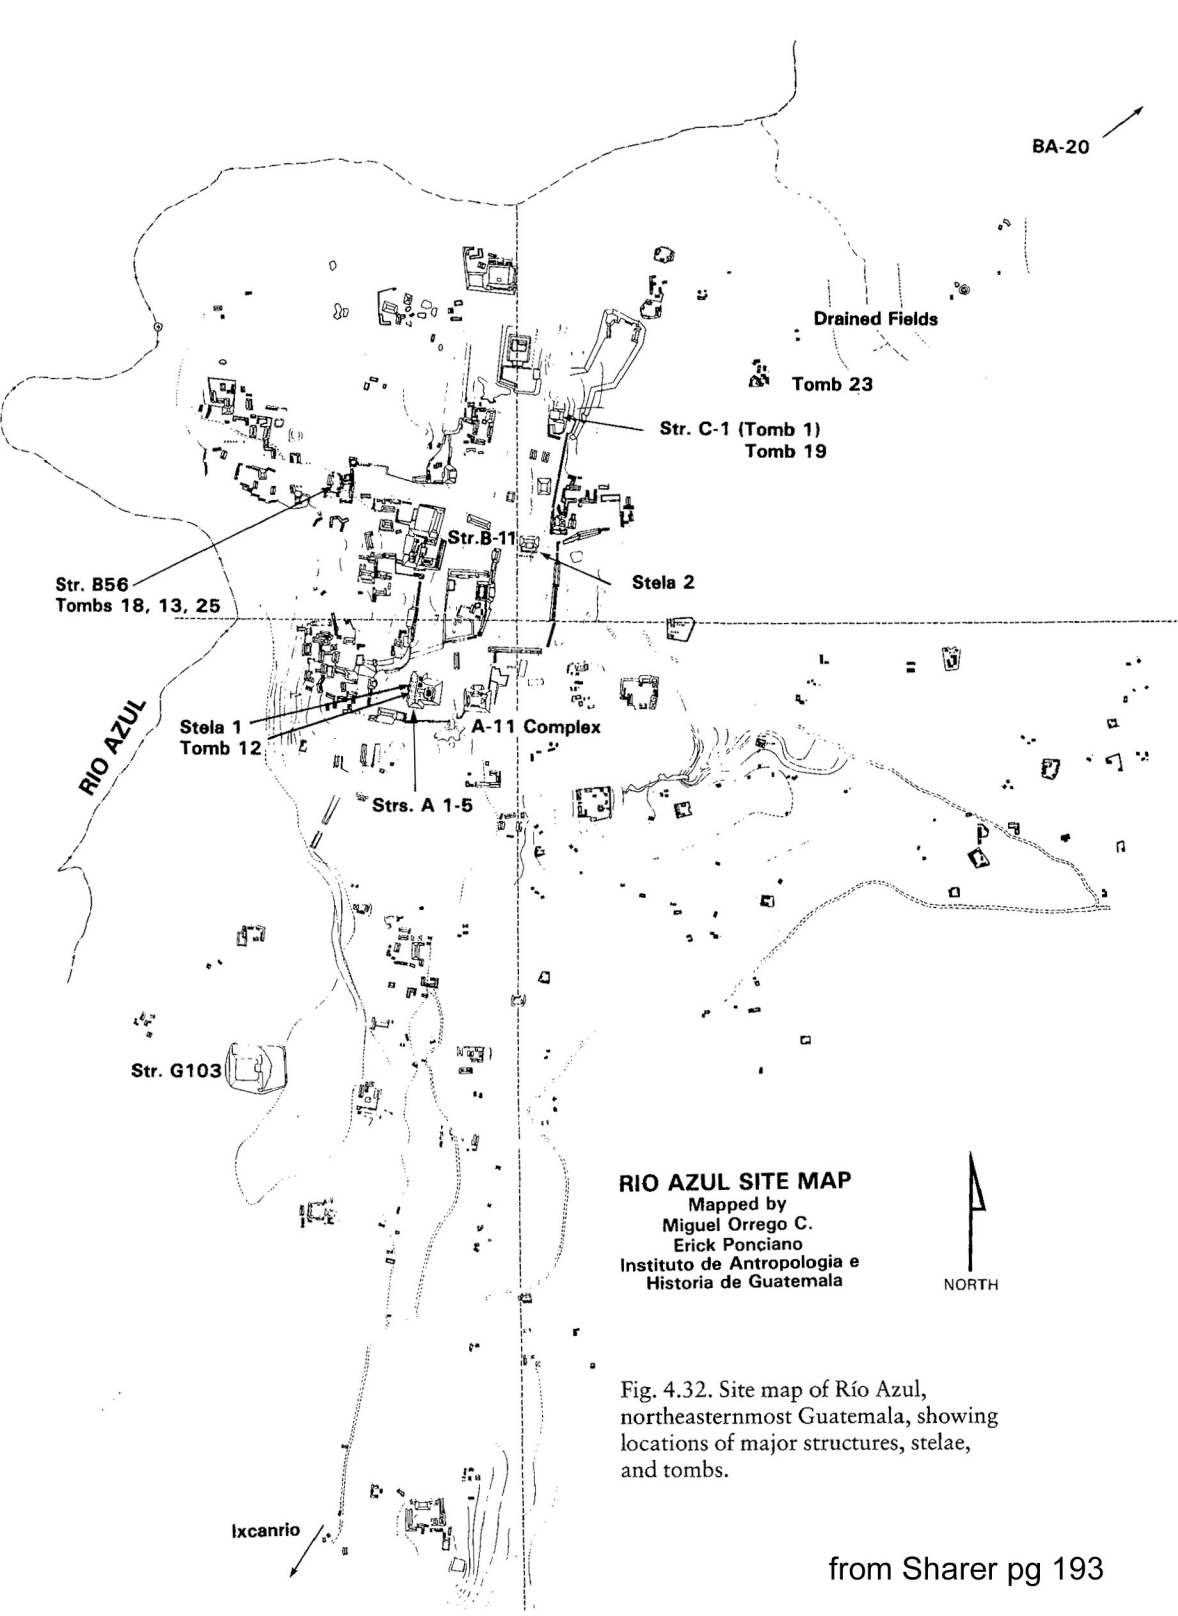 BA-20
Drained Fields
Tomb 23
Str. C-1 (Tomb 1)
Tomb 19
Str.B-11
Stela 2
Str. B56
Tombs 18, 13, 25
RIO AZUL
Stela 1
Tomb 12
A-11 Complex
Strs. A 1-5
Str. G103
RIO AZUL SITE MAP
Mapped by
Miguel Orrego C.
Erick Ponciano
Instituto de Antropologia e
Historia de Guatemala
NORTH
Fig. 4.32. Site map of Río Azul,
northeasternmost Guatemala, showing
locations of major structures, stelae,
and tombs.
Ixcanrio
from Sharer pg 193